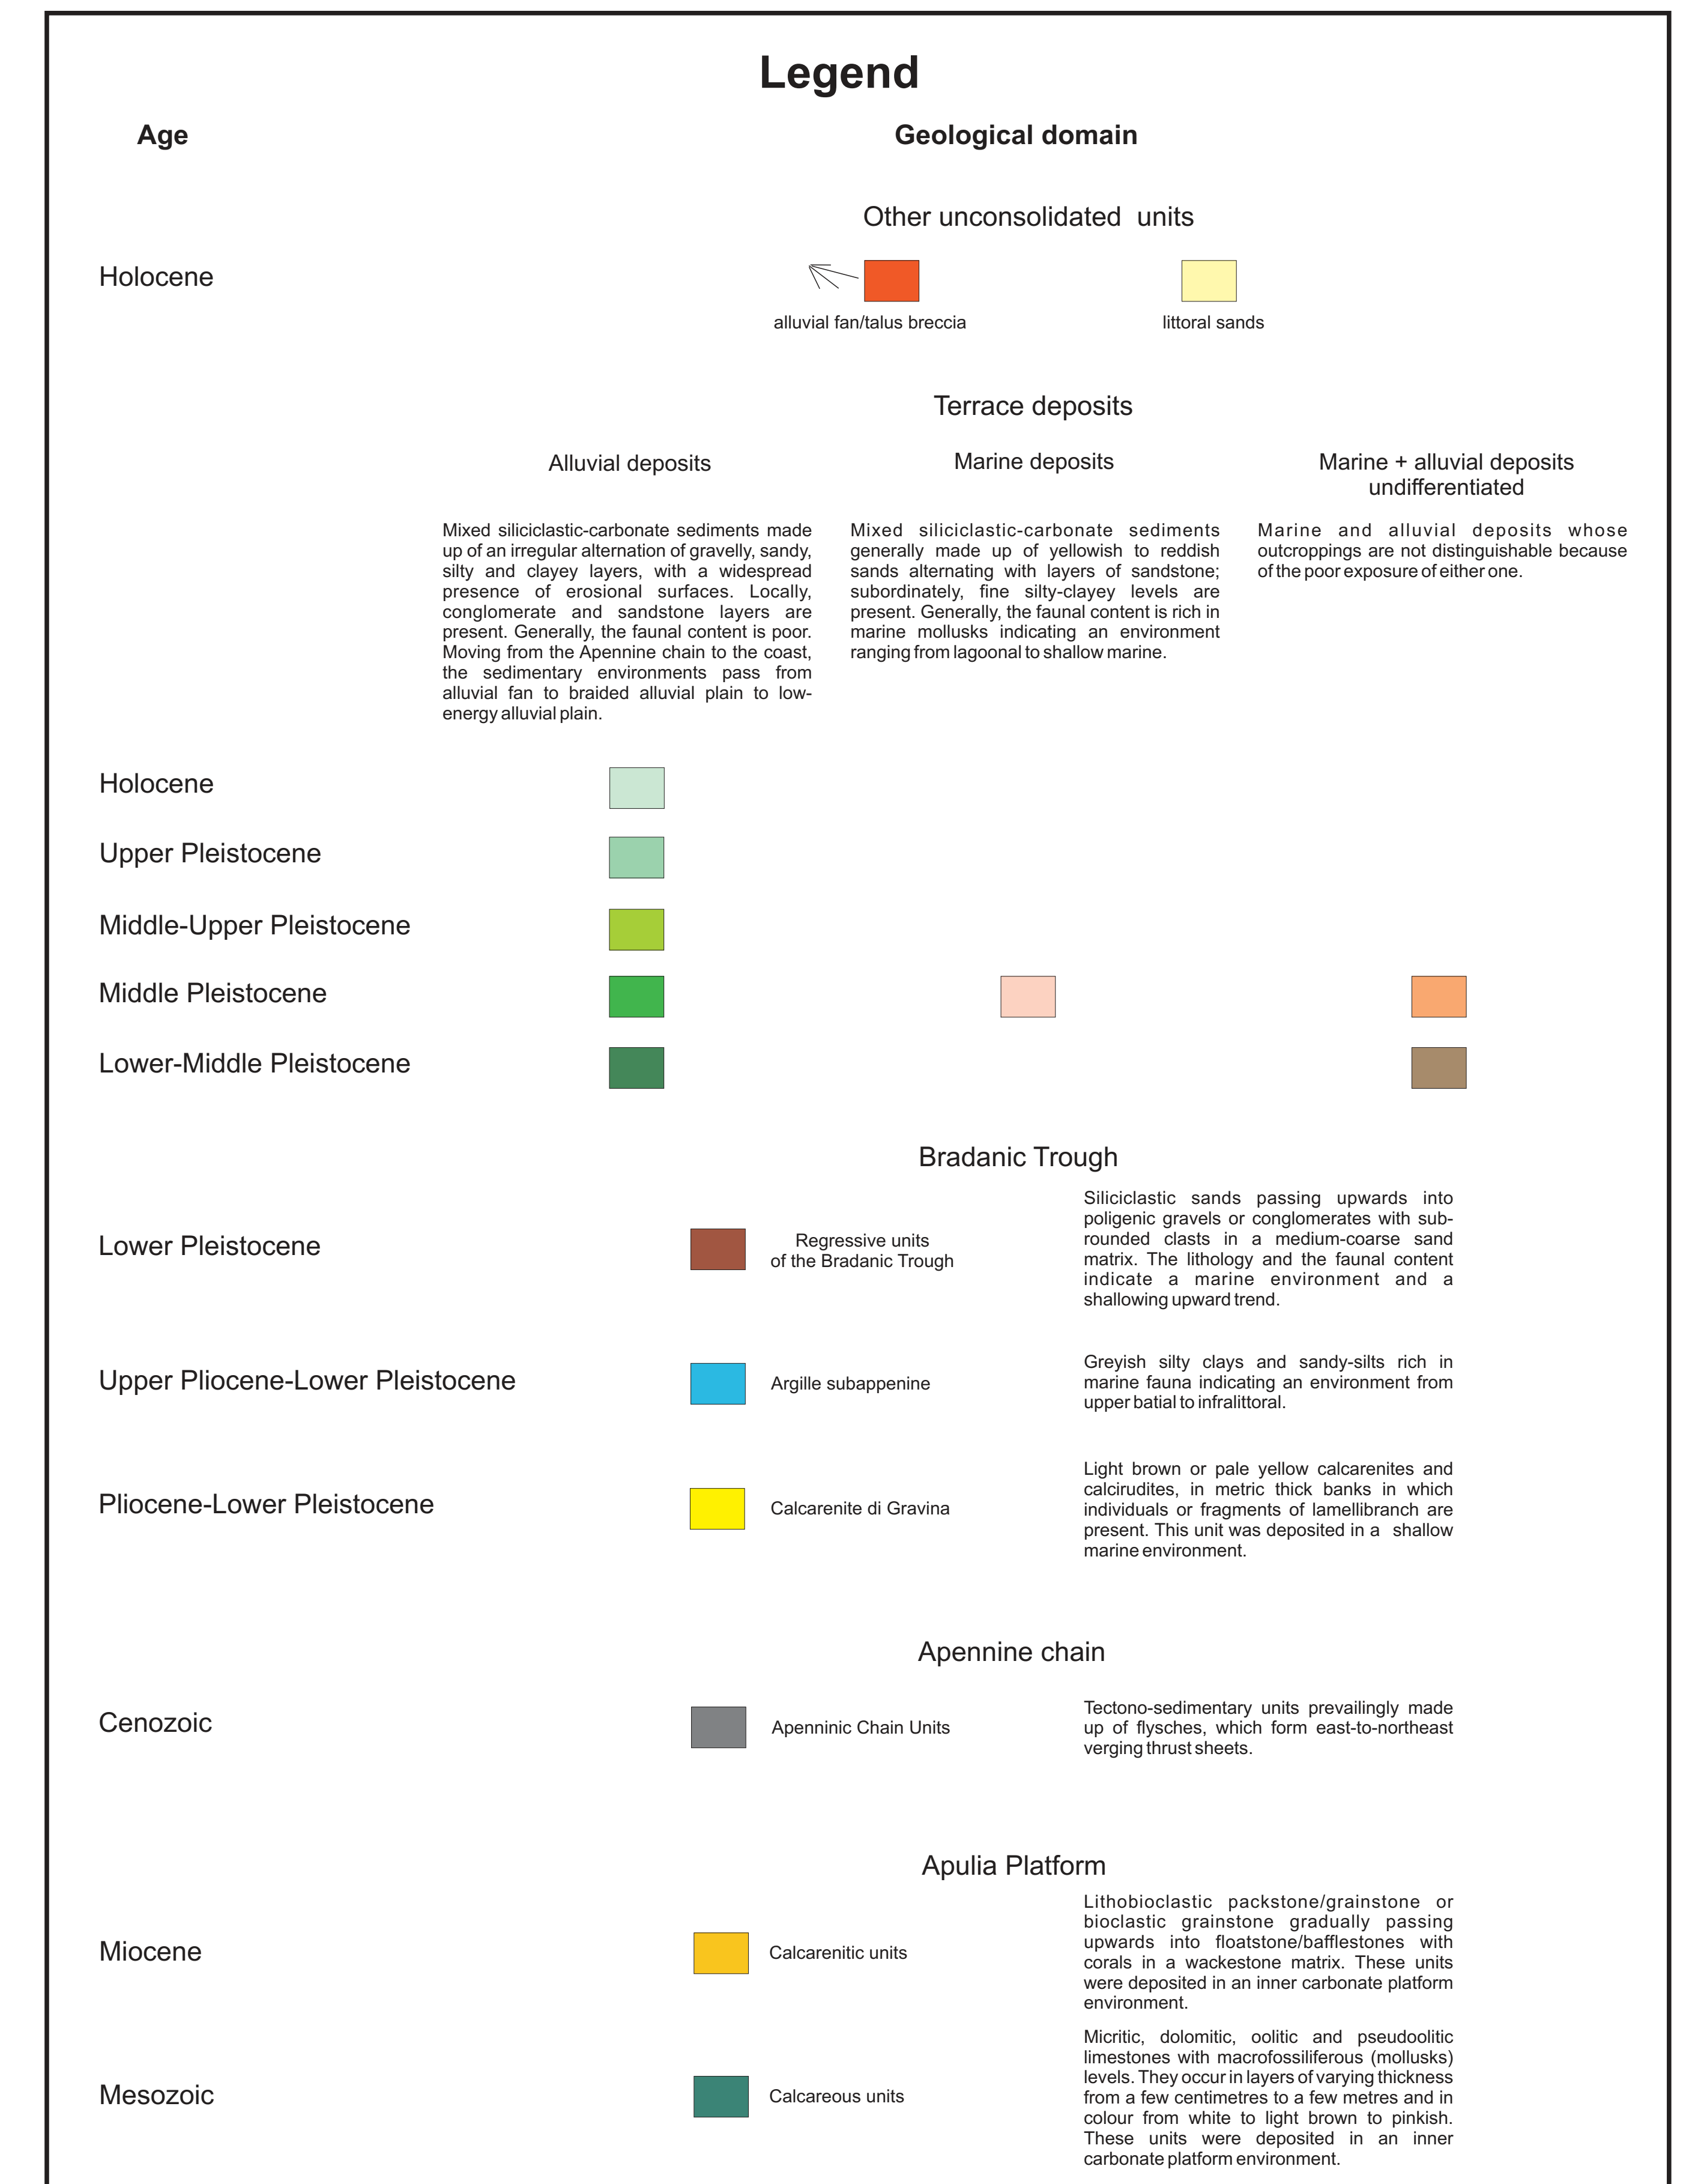 Legend
Age
Geological domain
Other unconsolidated units
Holocene
alluvial fan/talus breccia
littoral sands
Terrace deposits
Alluvial deposits
Marine deposits
Marine + alluvial deposits
undifferentiated
Mixed siliciclastic-carbonate sediments made
up of an irregular alternation of gravelly, sandy,
silty and clayey layers, with a widespread
presence of erosional surfaces. Locally,
conglomerate and sandstone layers are
present. Generally, the faunal content is poor.
Moving from the Apennine chain to the coast,
the sedimentary environments pass from
alluvial fan to braided alluvial plain to low-
energy alluvial plain.
Mixed siliciclastic-carbonate sediments
generally made up of yellowish to reddish
sands alternating with layers of sandstone;
subordinately, fine silty-clayey levels are
present. Generally, the faunal content is rich in
marine mollusks indicating an environment
ranging from lagoonal to shallow marine.
Marine and alluvial deposits whose
outcroppings are not distinguishable because
of the poor exposure of either one.
Holocene
Upper Pleistocene
Middle-Upper Pleistocene
Middle Pleistocene
Lower-Middle Pleistocene
Bradanic Trough
Lower Pleistocene
Regressive units
of the Bradanic Trough
Siliciclastic sands passing upwards into
poligenic gravels or conglomerates with sub-
rounded clasts in a medium-coarse sand
matrix. The lithology and the faunal content
indicate a marine environment and a
shallowing upward trend.
Upper Pliocene-Lower Pleistocene
Argille subappenine
Greyish silty clays and sandy-silts rich in
marine fauna indicating an environment from
upper batial to infralittoral.
Pliocene-Lower Pleistocene
Calcarenite di Gravina
Light brown or pale yellow calcarenites and
calcirudites, in metric thick banks in which
individuals or fragments of lamellibranch are
present. This unit was deposited in a shallow
marine environment.
Apennine chain
Cenozoic
Apenninic Chain Units
Tectono-sedimentary units prevailingly made
up of flysches, which form east-to-northeast
verging thrust sheets.
Apulia Platform
Miocene
Calcarenitic units
Lithobioclastic packstone/grainstone or
bioclastic grainstone gradually passing
upwards into floatstone/bafflestones with
corals in a wackestone matrix. These units
were deposited in an inner carbonate platform
environment.
Mesozoic
Calcareous units
Micritic, dolomitic, oolitic and pseudoolitic
limestones with macrofossiliferous (mollusks)
levels. They occur in layers of varying thickness
from a few centimetres to a few metres and in
colour from white to light brown to pinkish.
These units were deposited in an inner
carbonate platform environment.